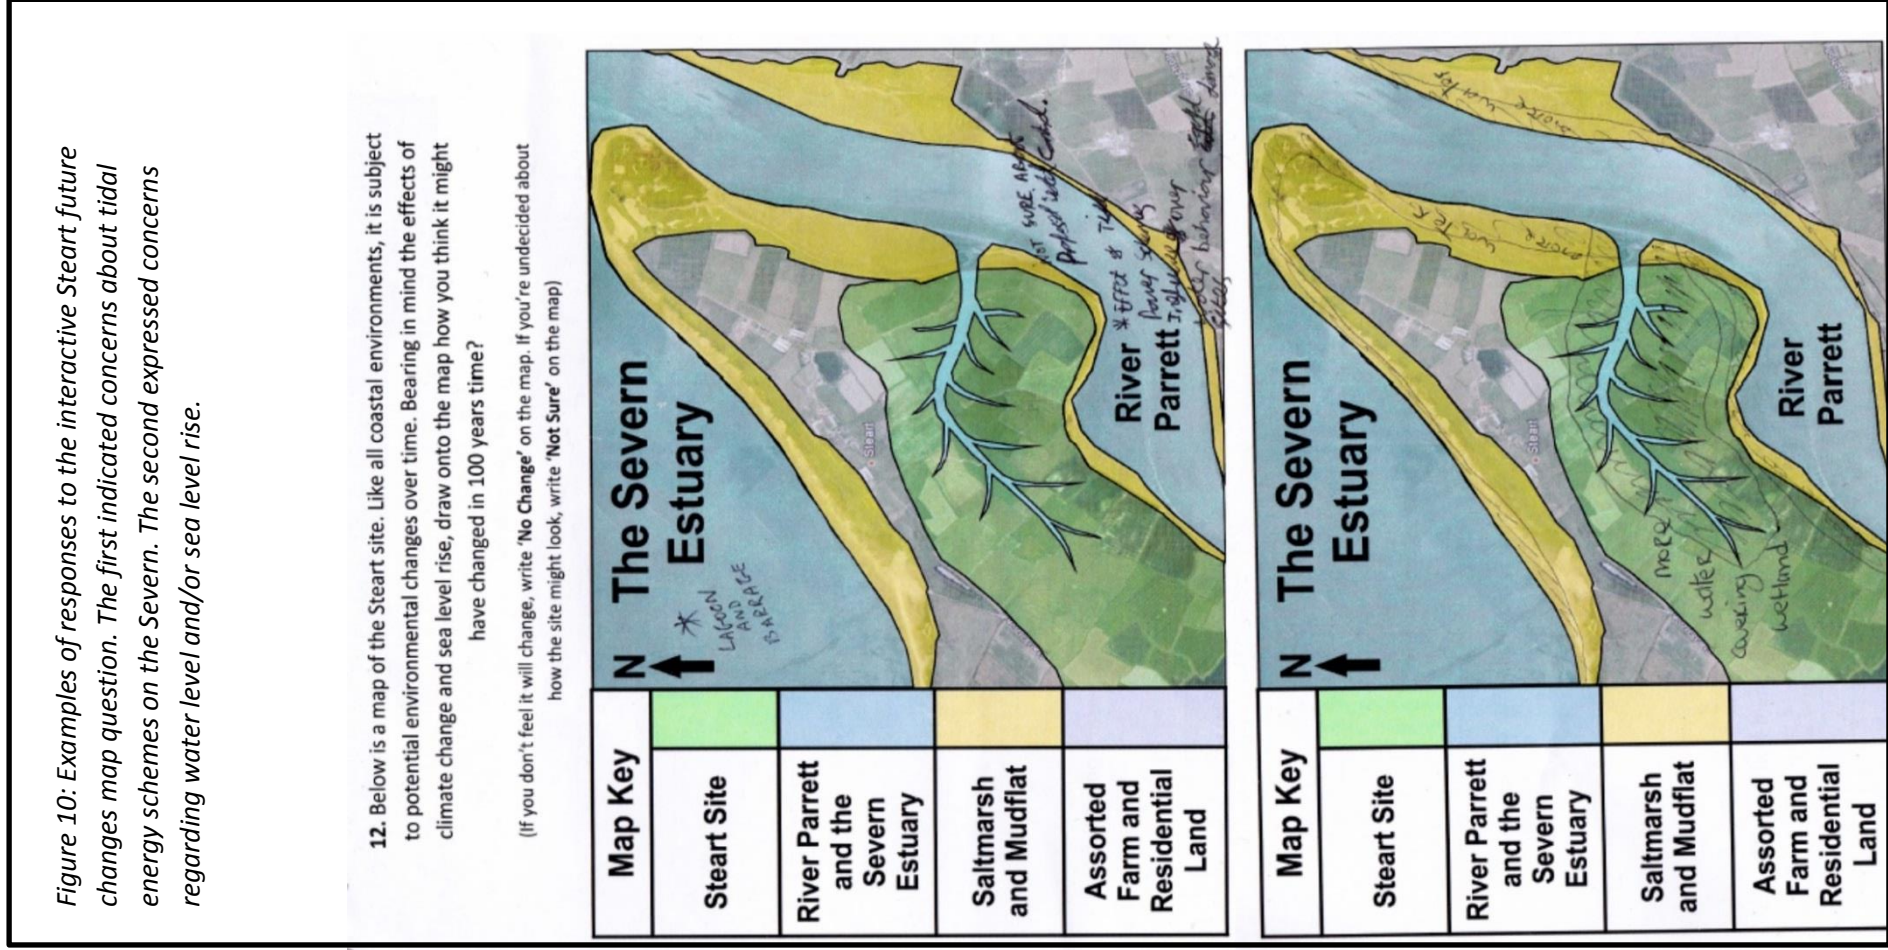 Figure 10: Examples of responses to the interactive Steart future
changes map question. The first indicated concerns about tidal
energy schemes on the Severn. The second expressed concerns
regarding water level and/or sea level rise.
12. Below is a map of the Steart site. Like all coastal environments, it is subject
to potential environmental changes over time. Bearing in mind the effects of
climate change and sea level rise, draw onto the map how you think it might
have changed in 100 years time?
(If you don't feel it will change, write 'No Change' on the map. If you're undecided about
how the site might look, write 'Not Sure' on the map)
Map Key
Steart Site
River Parrett
and the
Severn
Estuary
Saltmarsh
and Mudflat
Assorted
Farm and
Residential
Land
N
The Severn
Estuary
*
LAGOON
AND
BARRAGE
Steart
River
Parrett
NOT SURE ABOUT
* Effect of Tidal
Power
water behaving
Map Key
Steart Site
River Parrett
and the
Severn
Estuary
Saltmarsh
and Mudflat
Assorted
Farm and
Residential
Land
N
The Severn
Estuary
Steart
River
Parrett
more water
more water
more
water
covering
wetland